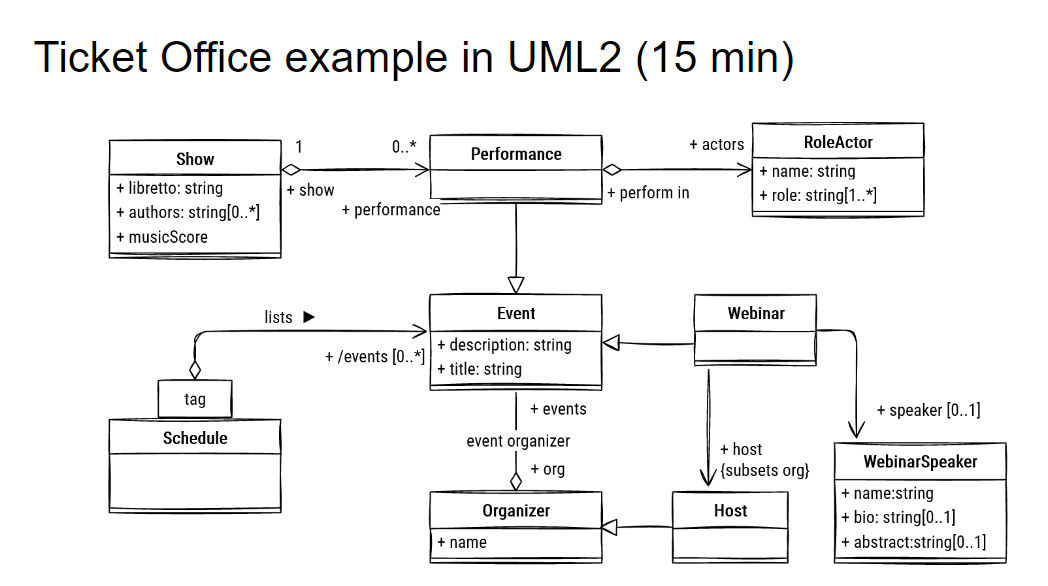 Ticket Office example in UML2 (15 min)
Show
+ libretto: string
+ authors: string[0..*]
+ musicScore
1
0..*
+ show
+ performance
Performance
+ actors
+ perform in
RoleActor
+ name: string
+ role: string[1..*]
lists ▶
+ /events [0..*]
tag
Schedule
Event
+ description: string
+ title: string
Webinar
+ events
event organizer
+ org
+ host
{subsets org}
+ speaker [0..1]
Organizer
+ name
Host
WebinarSpeaker
+ name:string
+ bio: string[0..1]
+ abstract:string[0..1]